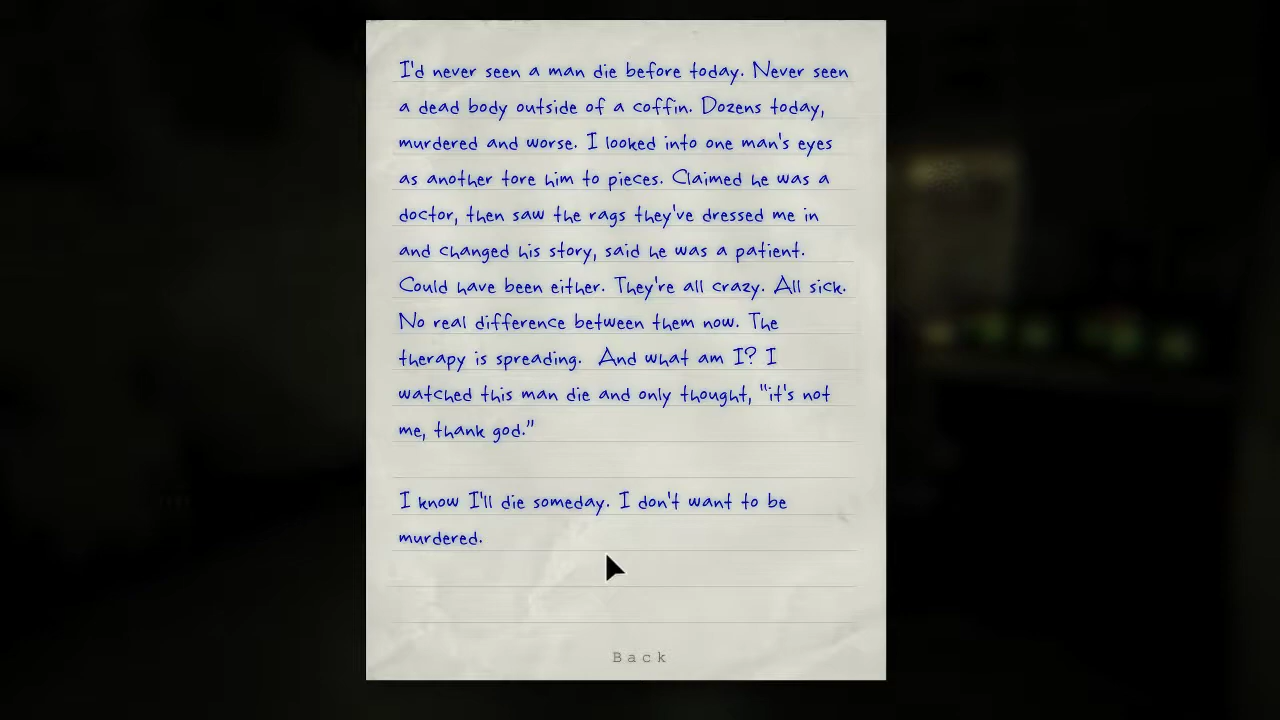 I'd never seen a man die before today. Never seen
a dead body outside of a coffin. Dozens today,
murdered and worse. I looked into one man's eyes
as another tore him to pieces. Claimed he was a
doctor, then saw the rags they've dressed me in
and changed his story, said he was a patient.
Could have been either. They're all crazy. All sick.
No real difference between them now. The
therapy is spreading.  And what am I? I
watched this man die and only thought, "it's not
me, thank god."
I know I'll die someday. I don't want to be
murdered.
Back